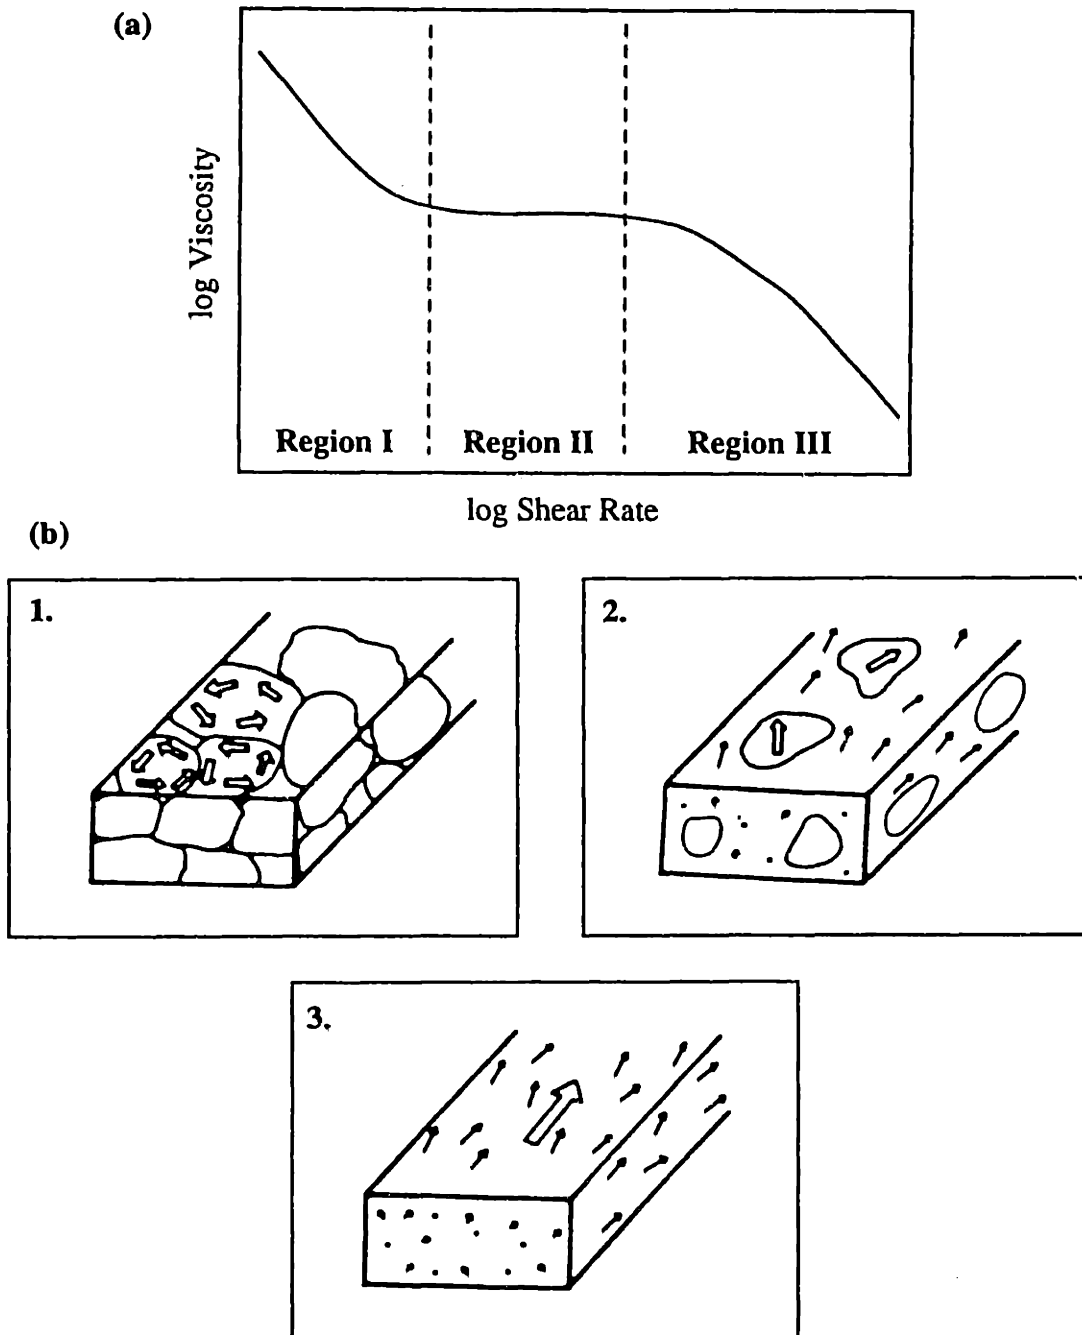 (a)
log Viscosity
Region I
Region II
Region III
log Shear Rate
(b)
1.
2.
3.